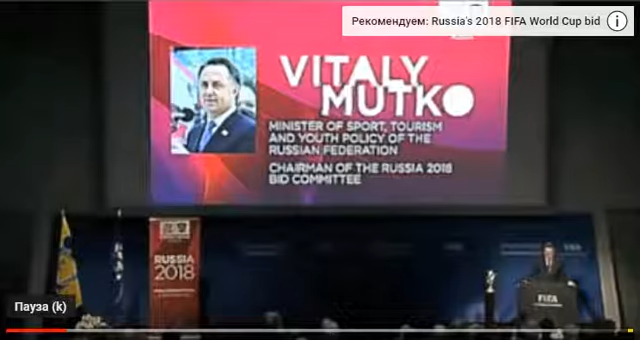 Рекомендуем: Russia's 2018 FIFA World Cup bid
VITALY
MUTKO
MINISTER OF SPORT, TOURISM
AND YOUTH POLICY OF THE
RUSSIAN FEDERATION
CHAIRMAN OF THE RUSSIA 2018
BID COMMITTEE
RUSSIA
2018
FIFA
Пауза (k)